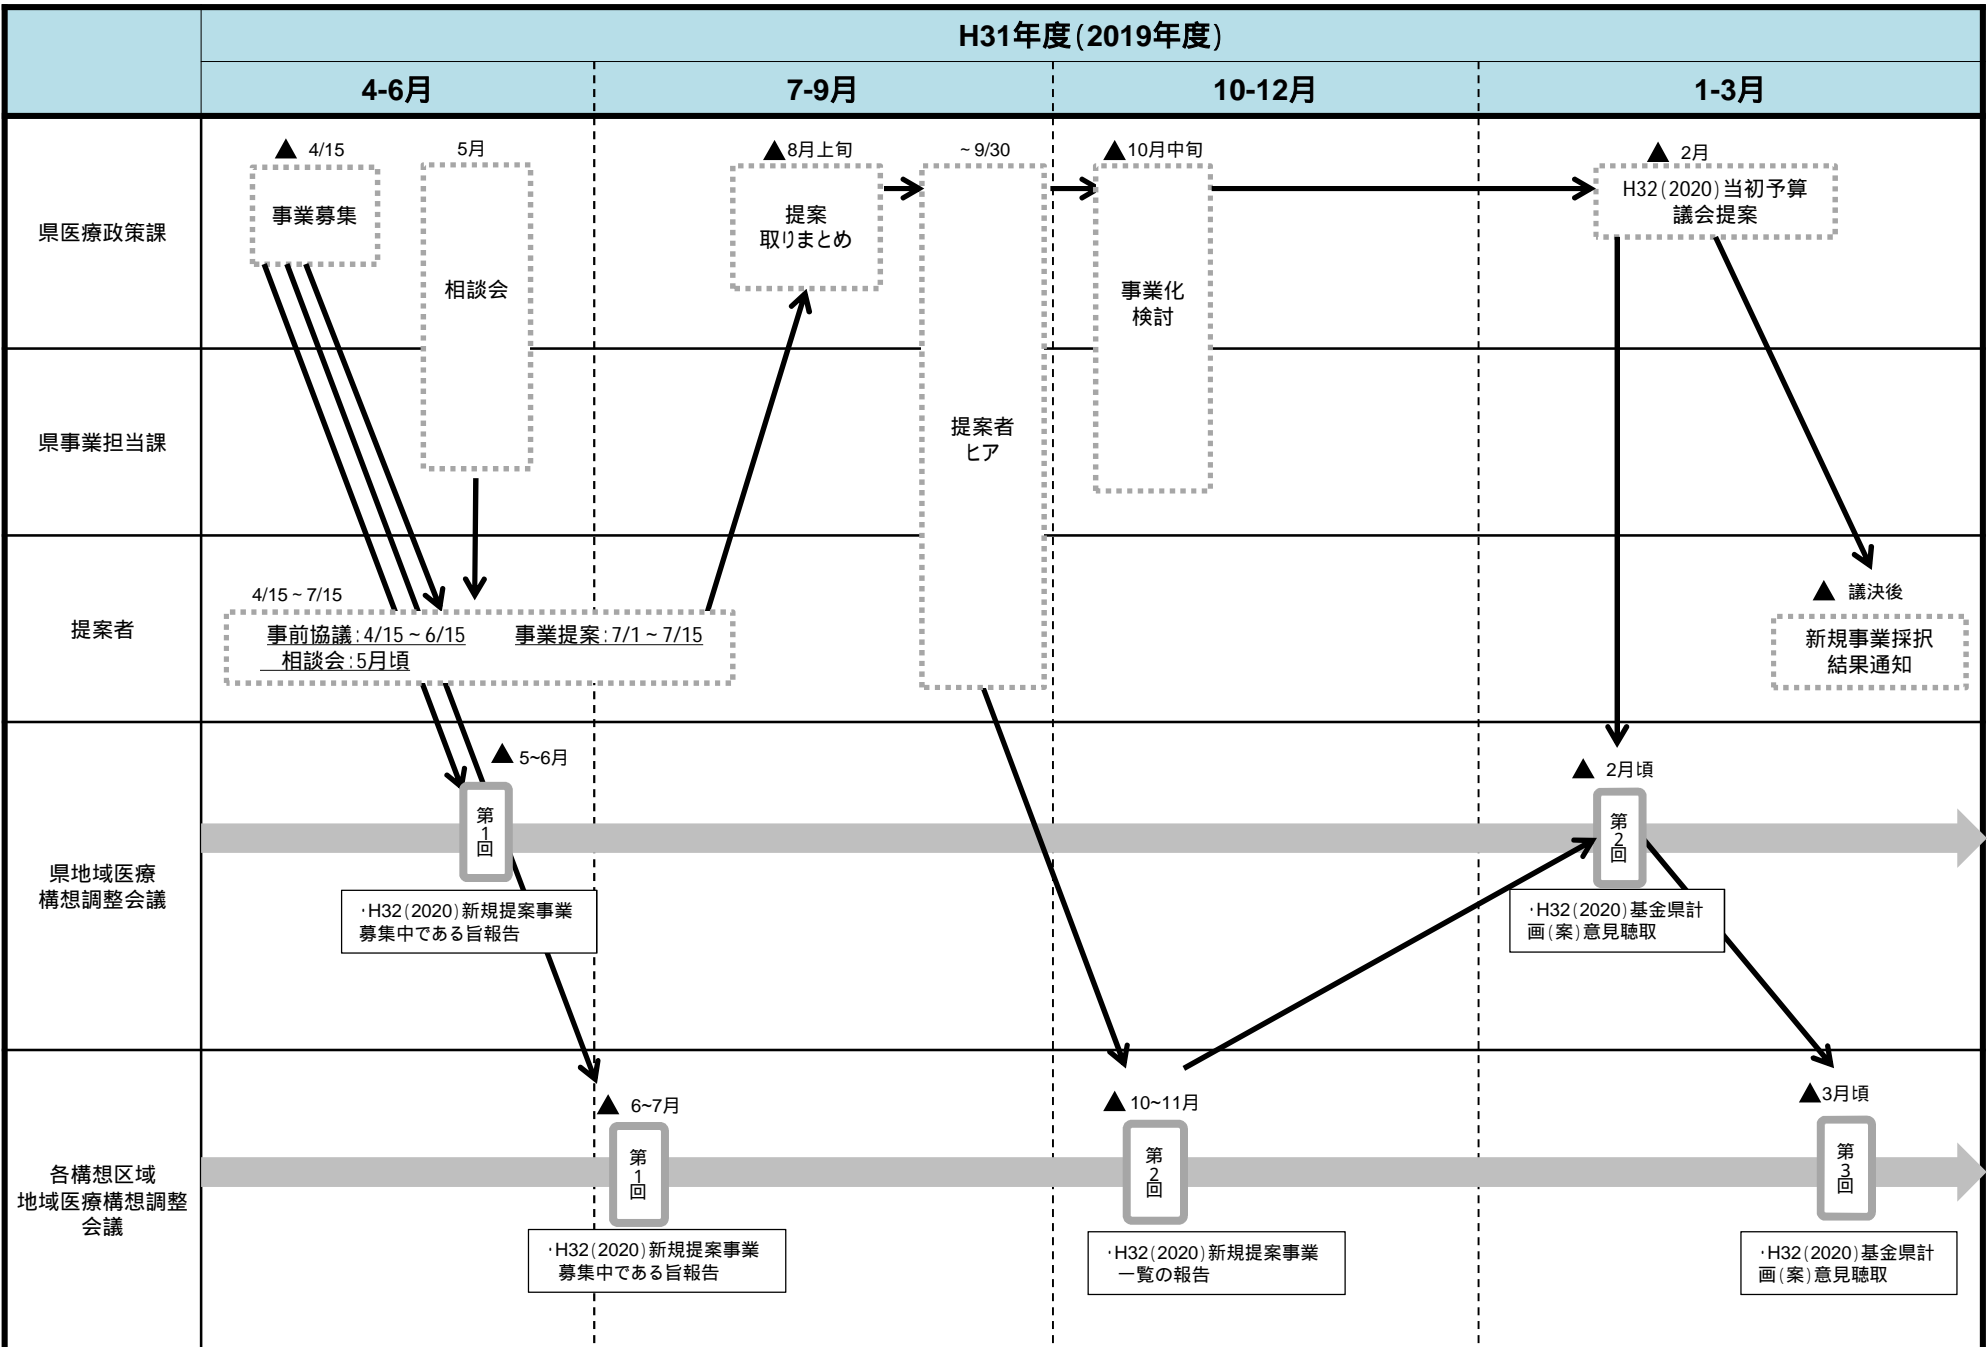 H31年度(2019年度)
4-6月
7-9月
10-12月
1-3月
県医療政策課
▲ 4/15
事業募集
5月
相談会
▲8月上旬
提案
取りまとめ
~9/30
提案者
ヒア
▲10月中旬
事業化
検討
▲ 2月
H32(2020)当初予算
議会提案
県事業担当課
提案者
4/15~7/15
事前協議:4/15~6/15
相談会:5月頃
事業提案:7/1~7/15
▲ 議決後
新規事業採択
結果通知
県地域医療
構想調整会議
▲ 5~6月
第1回
・H32(2020)新規提案事業
募集中である旨報告
▲ 2月頃
第2回
・H32(2020)基金県計
画(案)意見聴取
各構想区域
地域医療構想調整
会議
▲ 6~7月
第1回
・H32(2020)新規提案事業
募集中である旨報告
▲10~11月
第2回
・H32(2020)新規提案事業
一覧の報告
▲3月頃
第3回
・H32(2020)基金県計
画(案)意見聴取